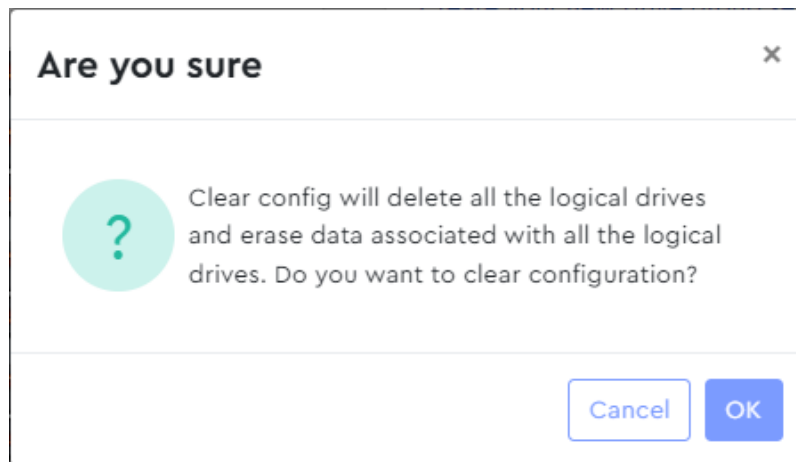 Are you sure
×
?
Clear config will delete all the logical drives
and erase data associated with all the logical
drives. Do you want to clear configuration?
Cancel
OK